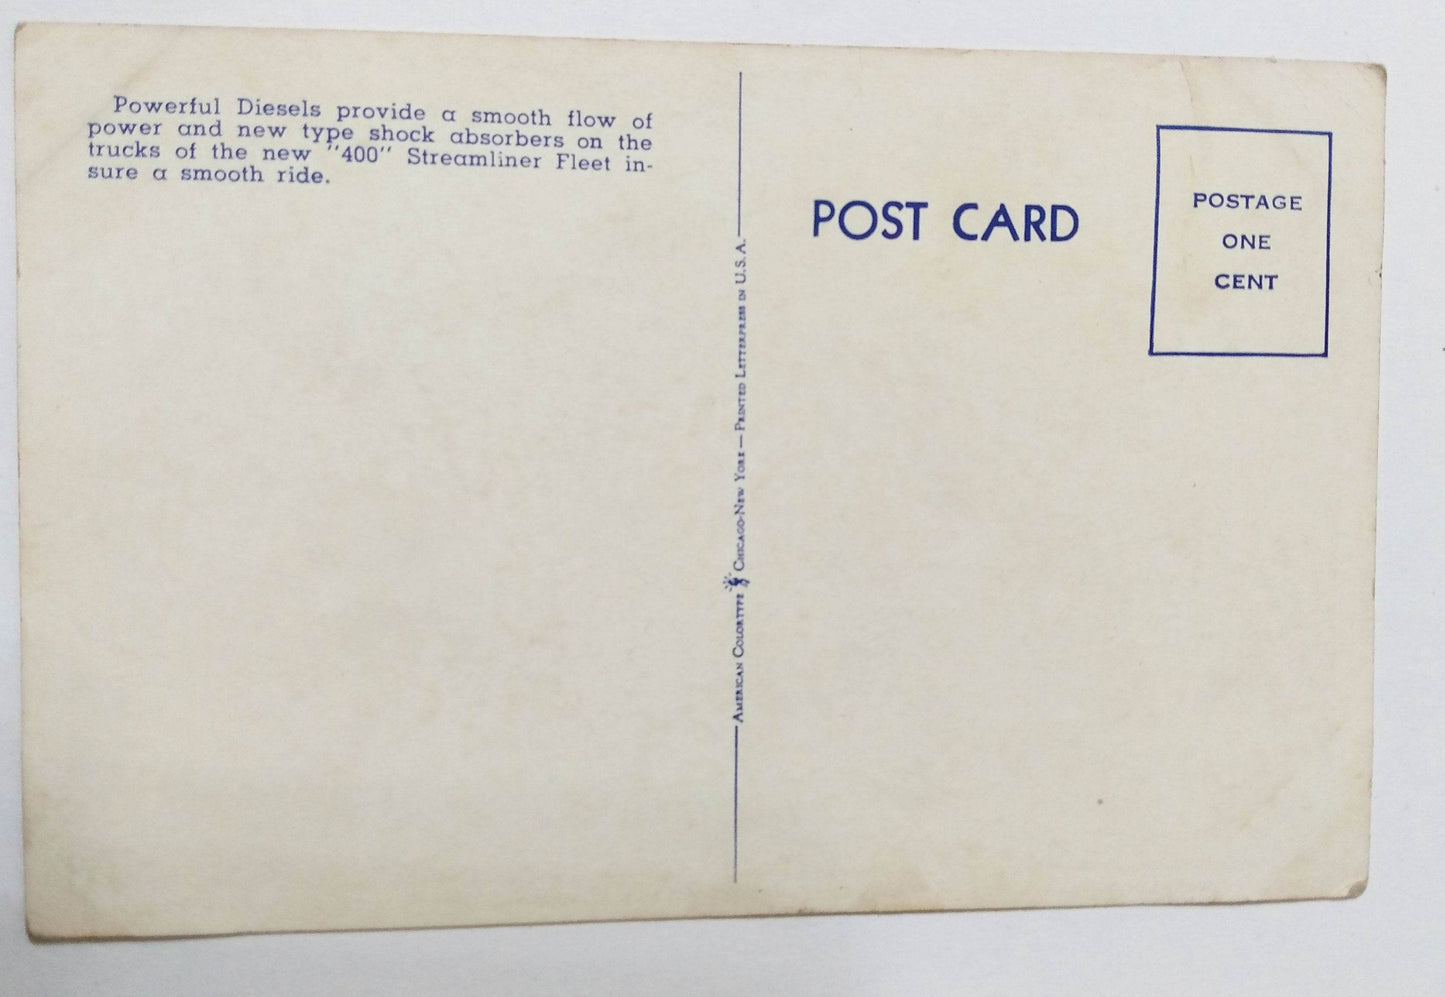 Powerful Diesels provide a smooth flow of
power and new type shock absorbers on the
trucks of the new "400" Streamliner Fleet in-
sure a smooth ride.
American Colortype Chicago-New York — Printed Letterpress in U.S.A.
POST CARD
POSTAGE
ONE
CENT